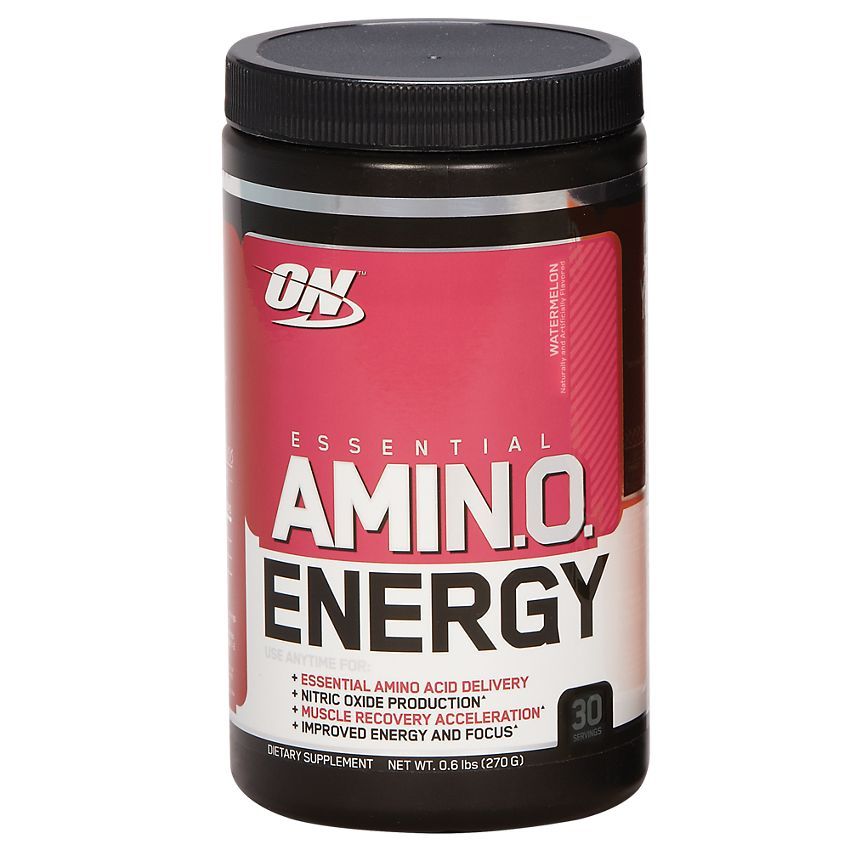 ON™
WATERMELON
Naturally and Artificially Flavored
ESSENTIAL
AMIN.O.
ENERGY
USE ANYTIME FOR:
+ ESSENTIAL AMINO ACID DELIVERY
+ NITRIC OXIDE PRODUCTION^
+ MUSCLE RECOVERY ACCELERATION^
+ IMPROVED ENERGY AND FOCUS^
30
SERVINGS
DIETARY SUPPLEMENT NET WT. 0.6 lbs (270 G)